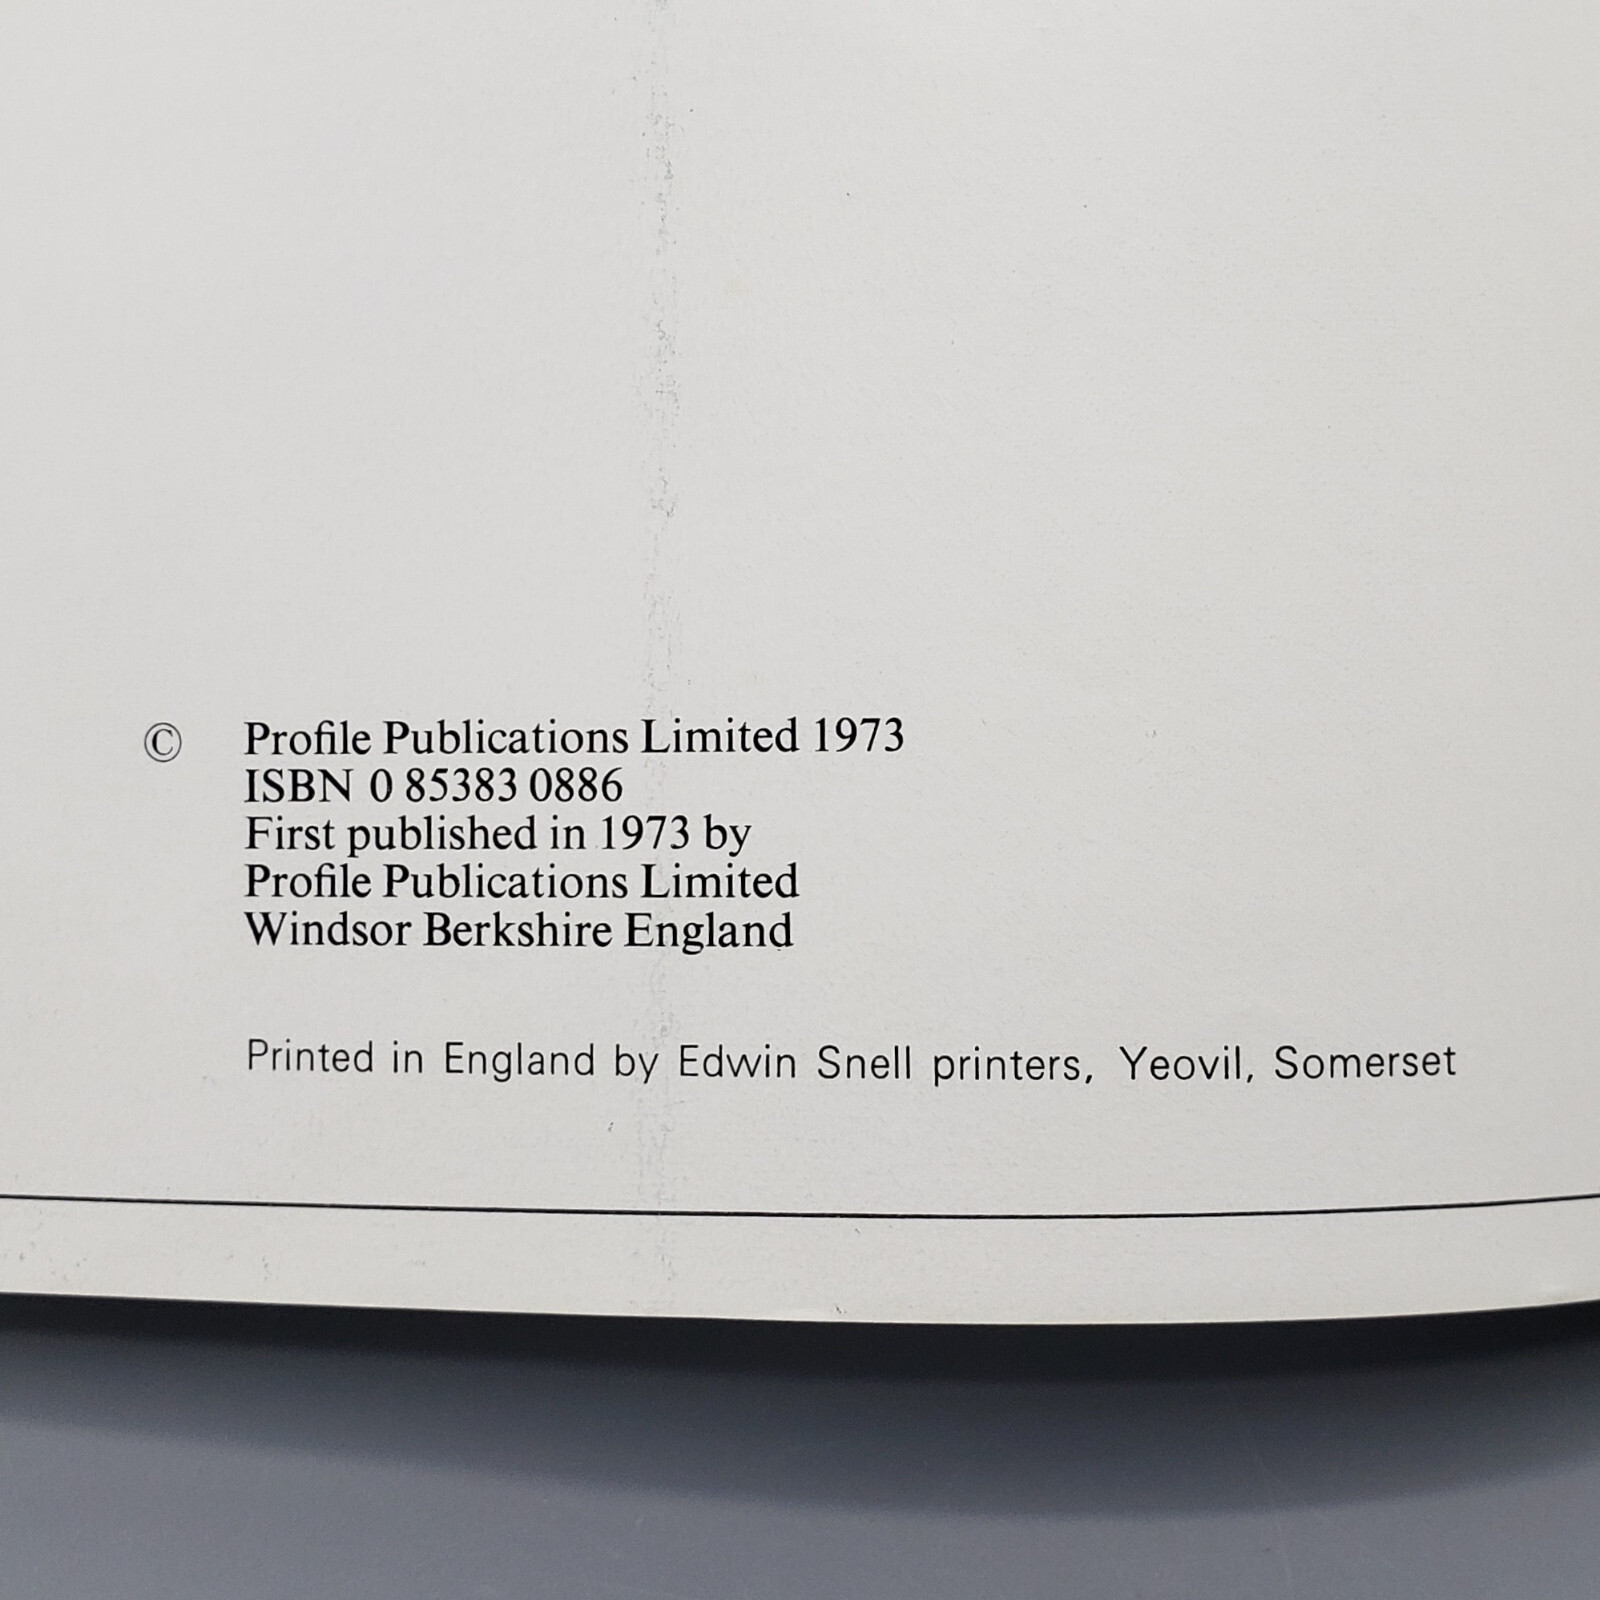 © Profile Publications Limited 1973
ISBN 0 85383 0886
First published in 1973 by
Profile Publications Limited
Windsor Berkshire England
Printed in England by Edwin Snell printers, Yeovil, Somerset